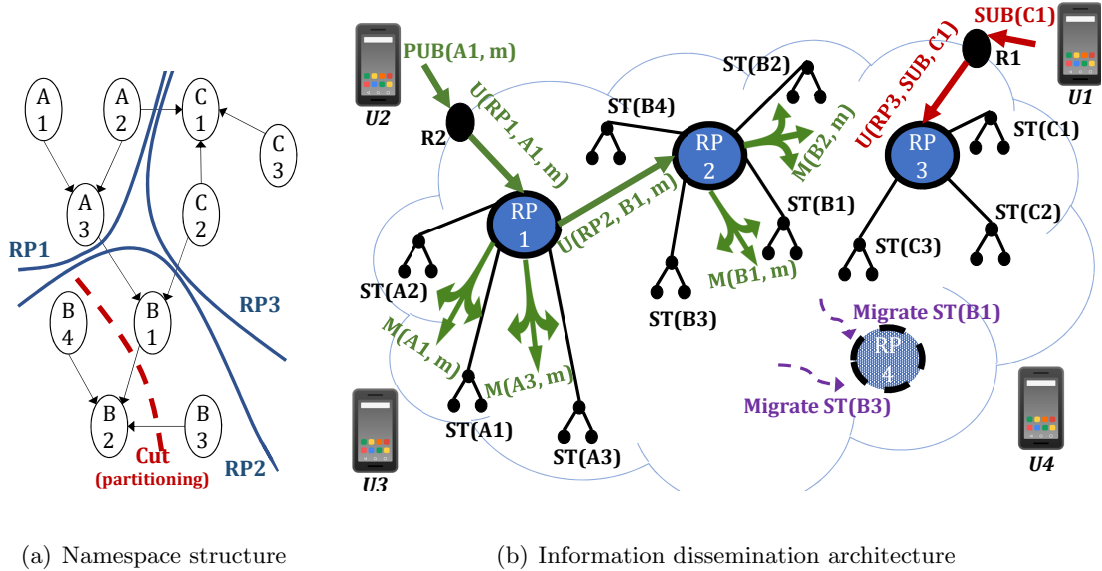 A
1
A
2
C
1
C
3
A
3
C
2
RP1
RP3
B
4
B
1
B
2
B
3
Cut
(partitioning)
RP2
(a) Namespace structure
U2
PUB(A1, m)
R2
U(RP1, A1, m)
RP
1
ST(A2)
M(A1, m)
M(A3, m)
ST(A1)
ST(A3)
U3
U(RP2, B1, m)
ST(B4)
ST(B2)
RP
2
M(B2, m)
ST(B1)
M(B1, m)
ST(B3)
SUB(C1)
R1
U1
U(RP3, SUB, C1)
RP
3
ST(C1)
ST(C2)
ST(C3)
Migrate ST(B1)
RP
4
Migrate ST(B3)
U4
(b) Information dissemination architecture